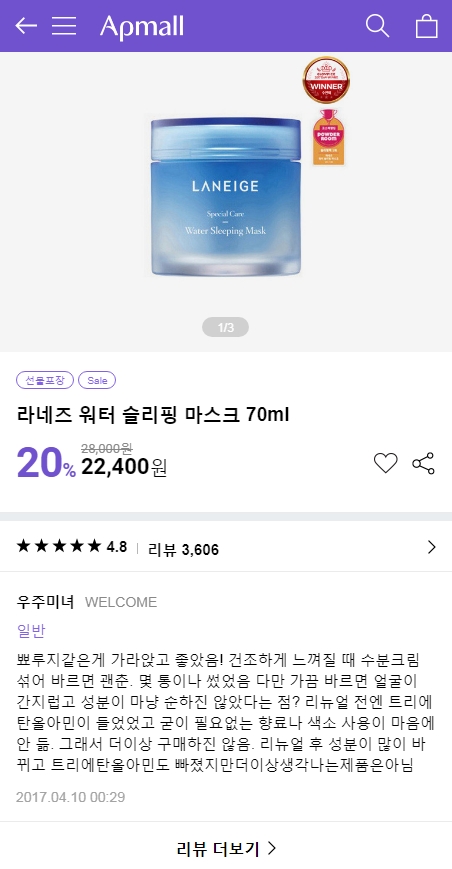 Apmall
WINNER
POWDER
ROOM
LANEIGE
Special Care
Water Sleeping Mask
1/3
선물포장 Sale
라네즈 워터 슬리핑 마스크 70ml
28,000원
20% 22,400원
★★★★★ 4.8 리뷰 3,606
우주미녀 WELCOME
일반
뾰루지같은게 가라앉고 좋았음! 건조하게 느껴질 때 수분크림
섞어 바르면 괜춘. 몇 통이나 썼었음 다만 가끔 바르면 얼굴이
간지럽고 성분이 마냥 순하진 않았다는 점? 리뉴얼 전엔 트리에
탄올아민이 들었었고 굳이 필요없는 향료나 색소 사용이 마음에
안 듦. 그래서 더이상 구매하진 않음. 리뉴얼 후 성분이 많이 바
뀌고 트리에탄올아민도 빠졌지만더이상생각나는제품은아님
2017.04.10 00:29
리뷰 더보기